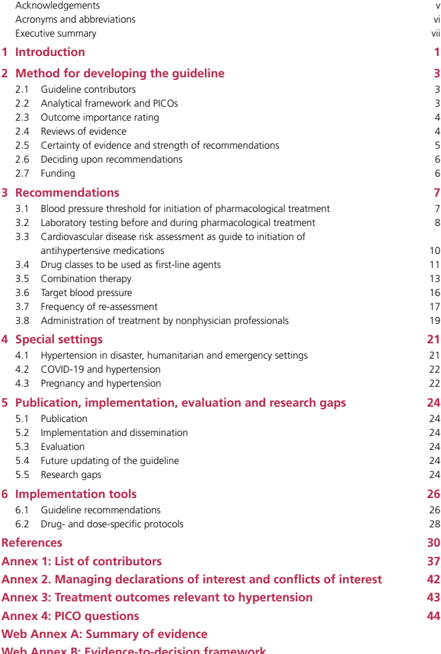 Acknowledgements v
Acronyms and abbreviations vi
Executive summary vii
1 Introduction 1
2 Method for developing the guideline 3
2.1 Guideline contributors 3
2.2 Analytical framework and PICOs 3
2.3 Outcome importance rating 4
2.4 Reviews of evidence 4
2.5 Certainty of evidence and strength of recommendations 5
2.6 Deciding upon recommendations 6
2.7 Funding 6
3 Recommendations 7
3.1 Blood pressure threshold for initiation of pharmacological treatment 7
3.2 Laboratory testing before and during pharmacological treatment 8
3.3 Cardiovascular disease risk assessment as guide to initiation of
antihypertensive medications 10
3.4 Drug classes to be used as first-line agents 11
3.5 Combination therapy 13
3.6 Target blood pressure 16
3.7 Frequency of re-assessment 17
3.8 Administration of treatment by nonphysician professionals 19
4 Special settings 21
4.1 Hypertension in disaster, humanitarian and emergency settings 21
4.2 COVID-19 and hypertension 22
4.3 Pregnancy and hypertension 22
5 Publication, implementation, evaluation and research gaps 24
5.1 Publication 24
5.2 Implementation and dissemination 24
5.3 Evaluation 24
5.4 Future updating of the guideline 24
5.5 Research gaps 24
6 Implementation tools 26
6.1 Guideline recommendations 26
6.2 Drug- and dose-specific protocols 28
References 30
Annex 1: List of contributors 37
Annex 2. Managing declarations of interest and conflicts of interest 42
Annex 3: Treatment outcomes relevant to hypertension 43
Annex 4: PICO questions 44
Web Annex A: Summary of evidence
Web Annex B: Evidence-to-decision framework